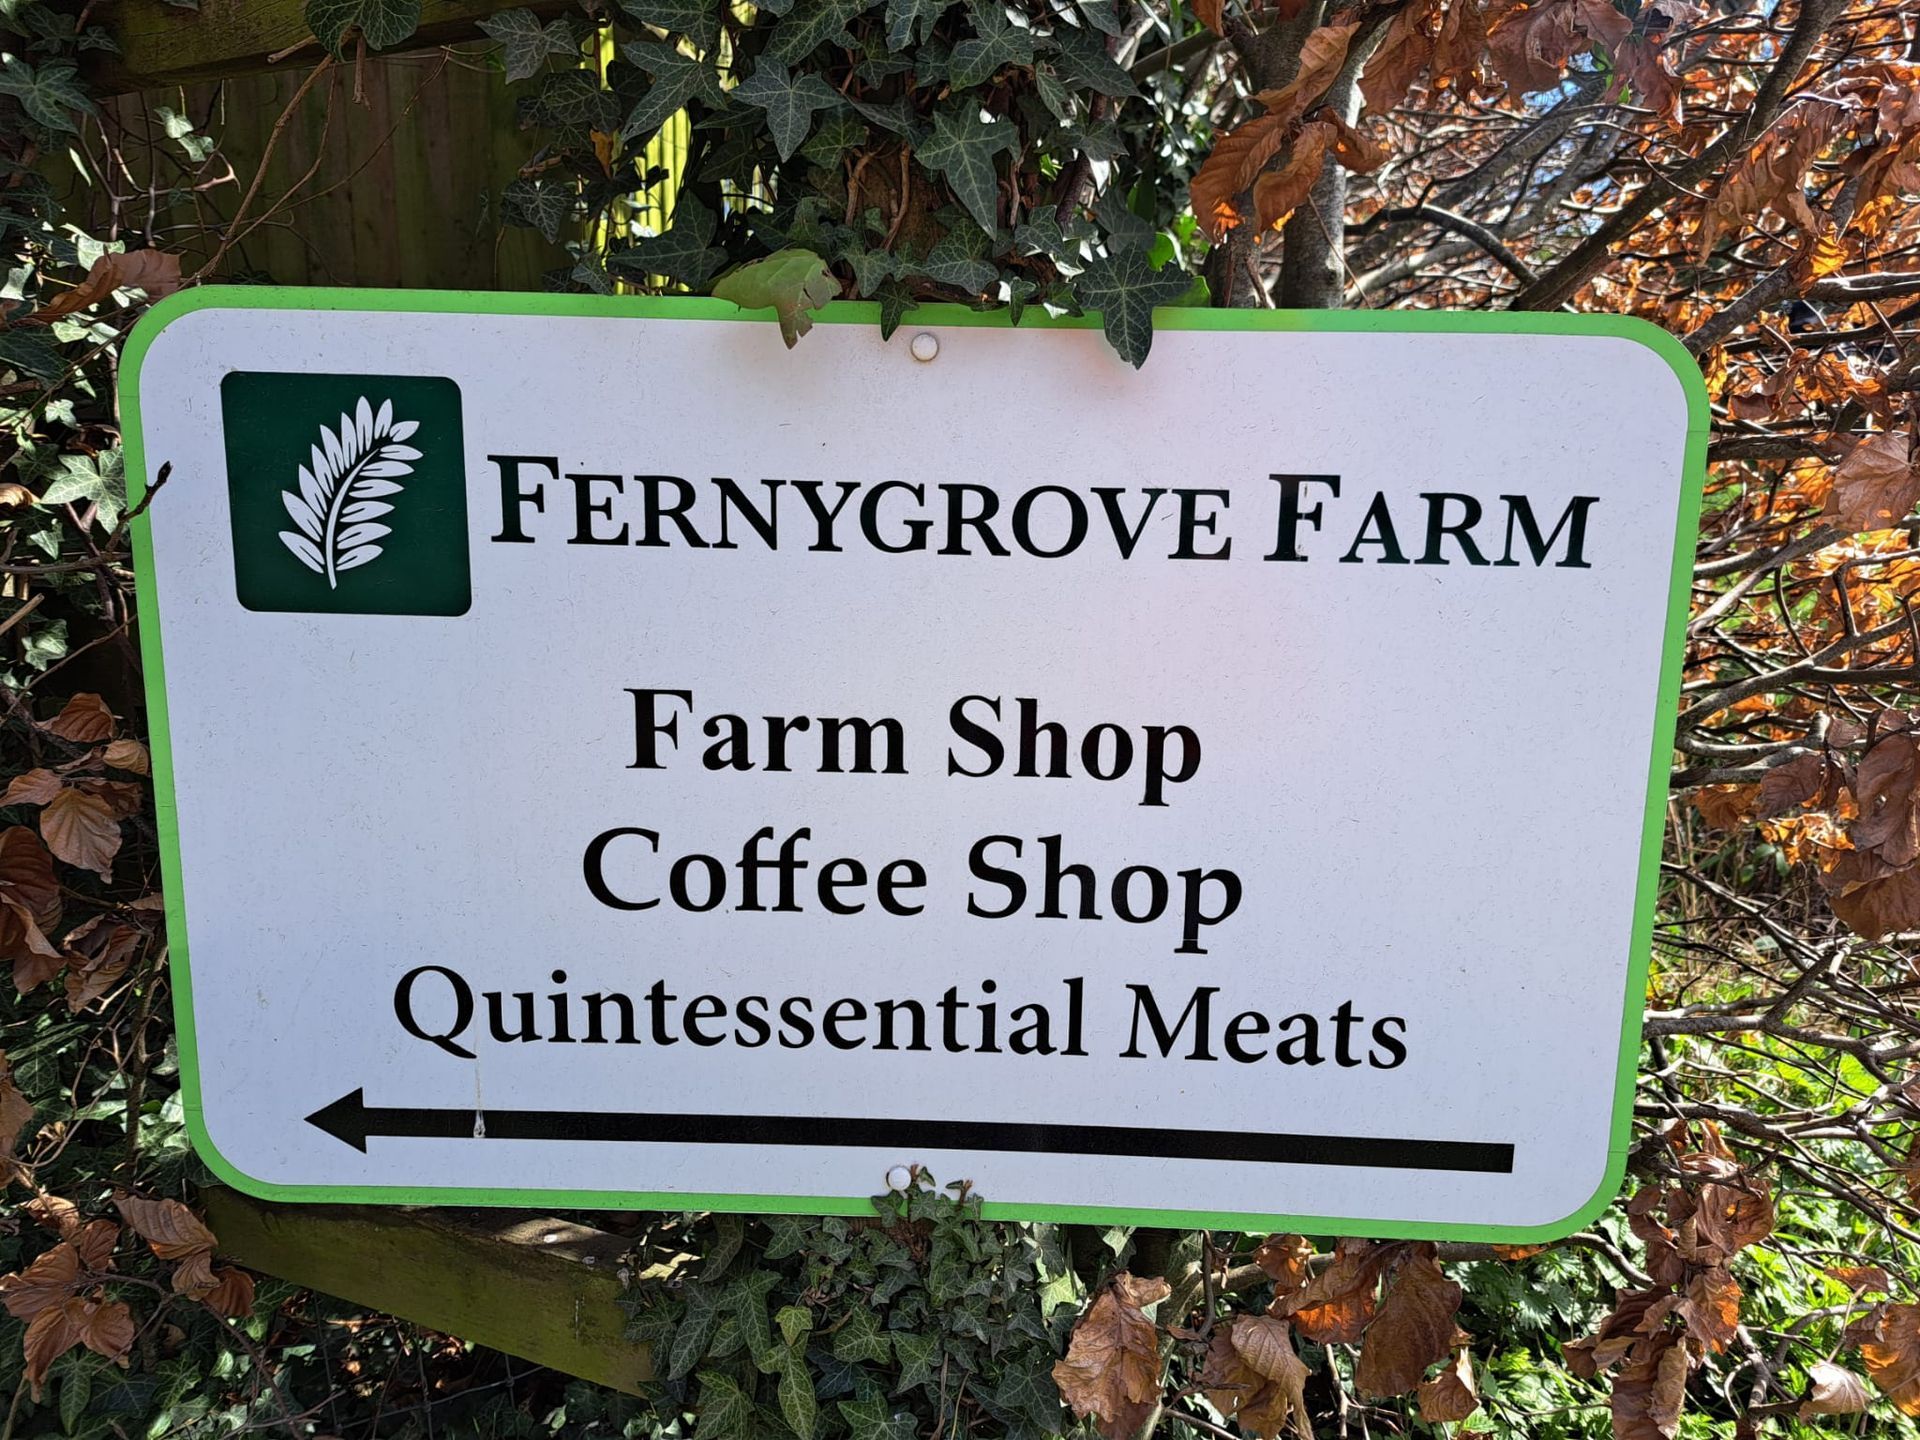 FERNYGROVE FARM
Farm Shop
Coffee Shop
Quintessential Meats